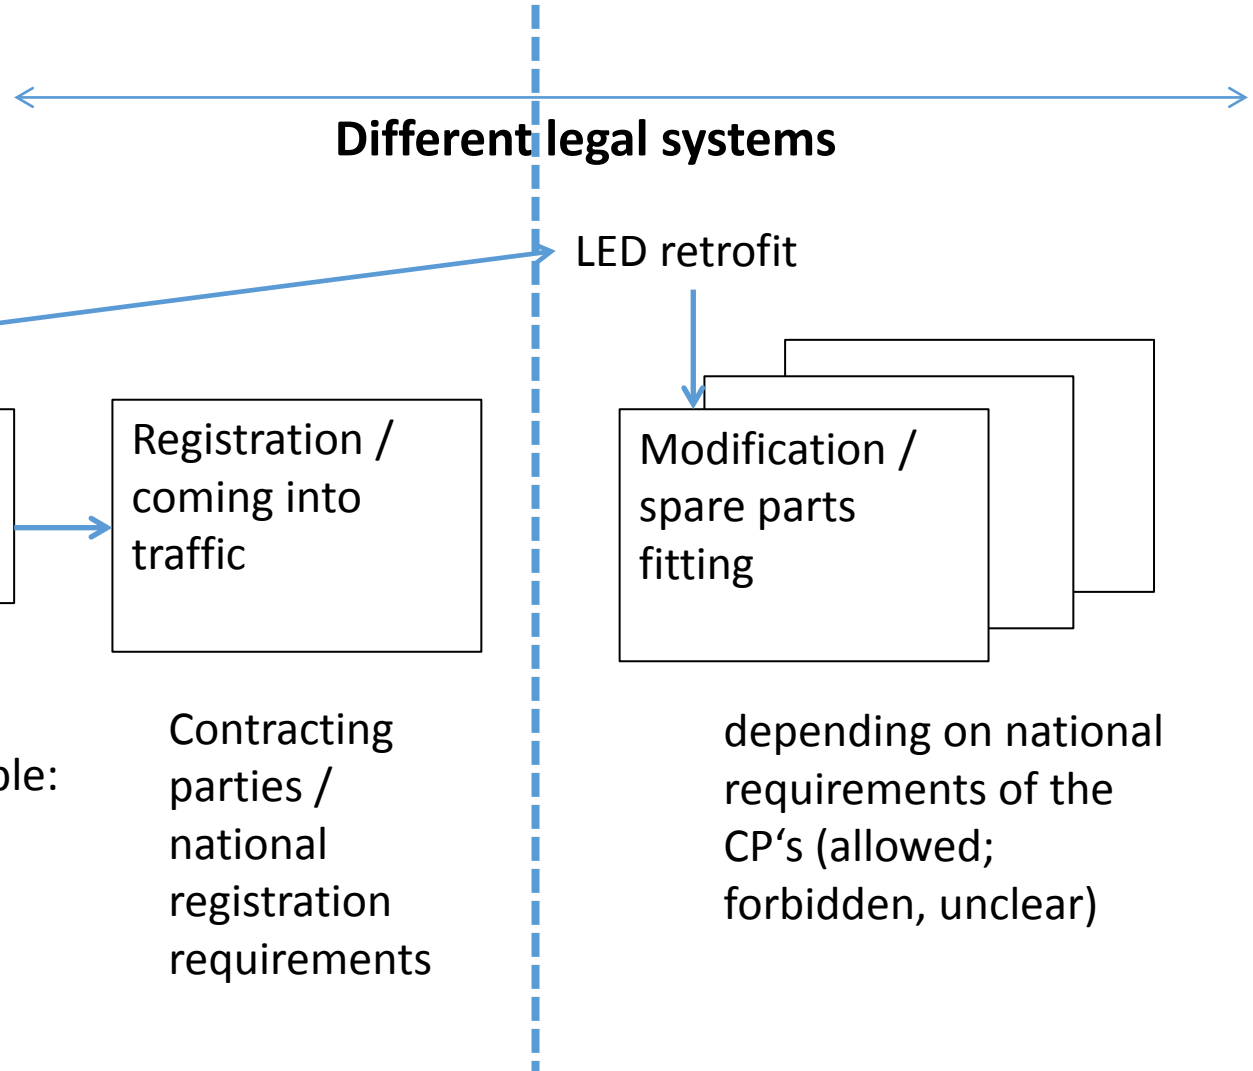 Different legal systems
LED retrofit
Registration /
coming into
traffic
Modification /
spare parts
fitting
Contracting
parties /
national
registration
requirements
depending on national
requirements of the
CP‘s (allowed;
forbidden, unclear)